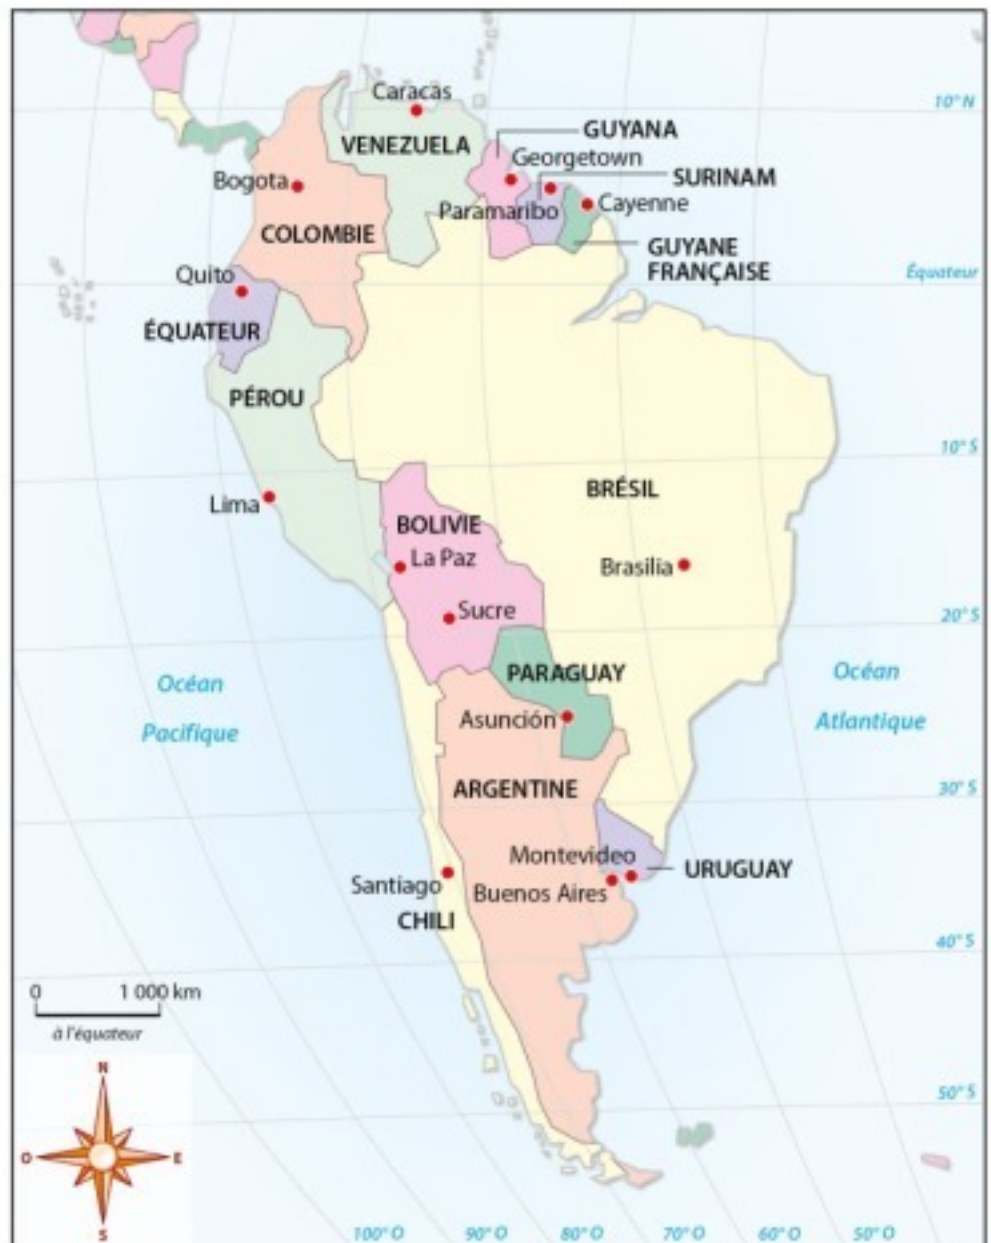 Caracas
10° N
VENEZUELA
GUYANA
Georgetown
SURINAM
Bogota
Paramaribo
Cayenne
COLOMBIE
GUYANE
FRANÇAISE
Quito
Équateur
ÉQUATEUR
PÉROU
10° S
BRÉSIL
Lima
BOLIVIE
La Paz
Brasilia
Sucre
20° S
PARAGUAY
Océan
Pacifique
Océan
Atlantique
Asunción
ARGENTINE
30° S
Montevideo
URUGUAY
Santiago
Buenos Aires
CHILI
40° S
0 1 000 km
à l'équateur
N
O E
S
50° S
100° O 90° O 80° O 70° O 60° O 50° O